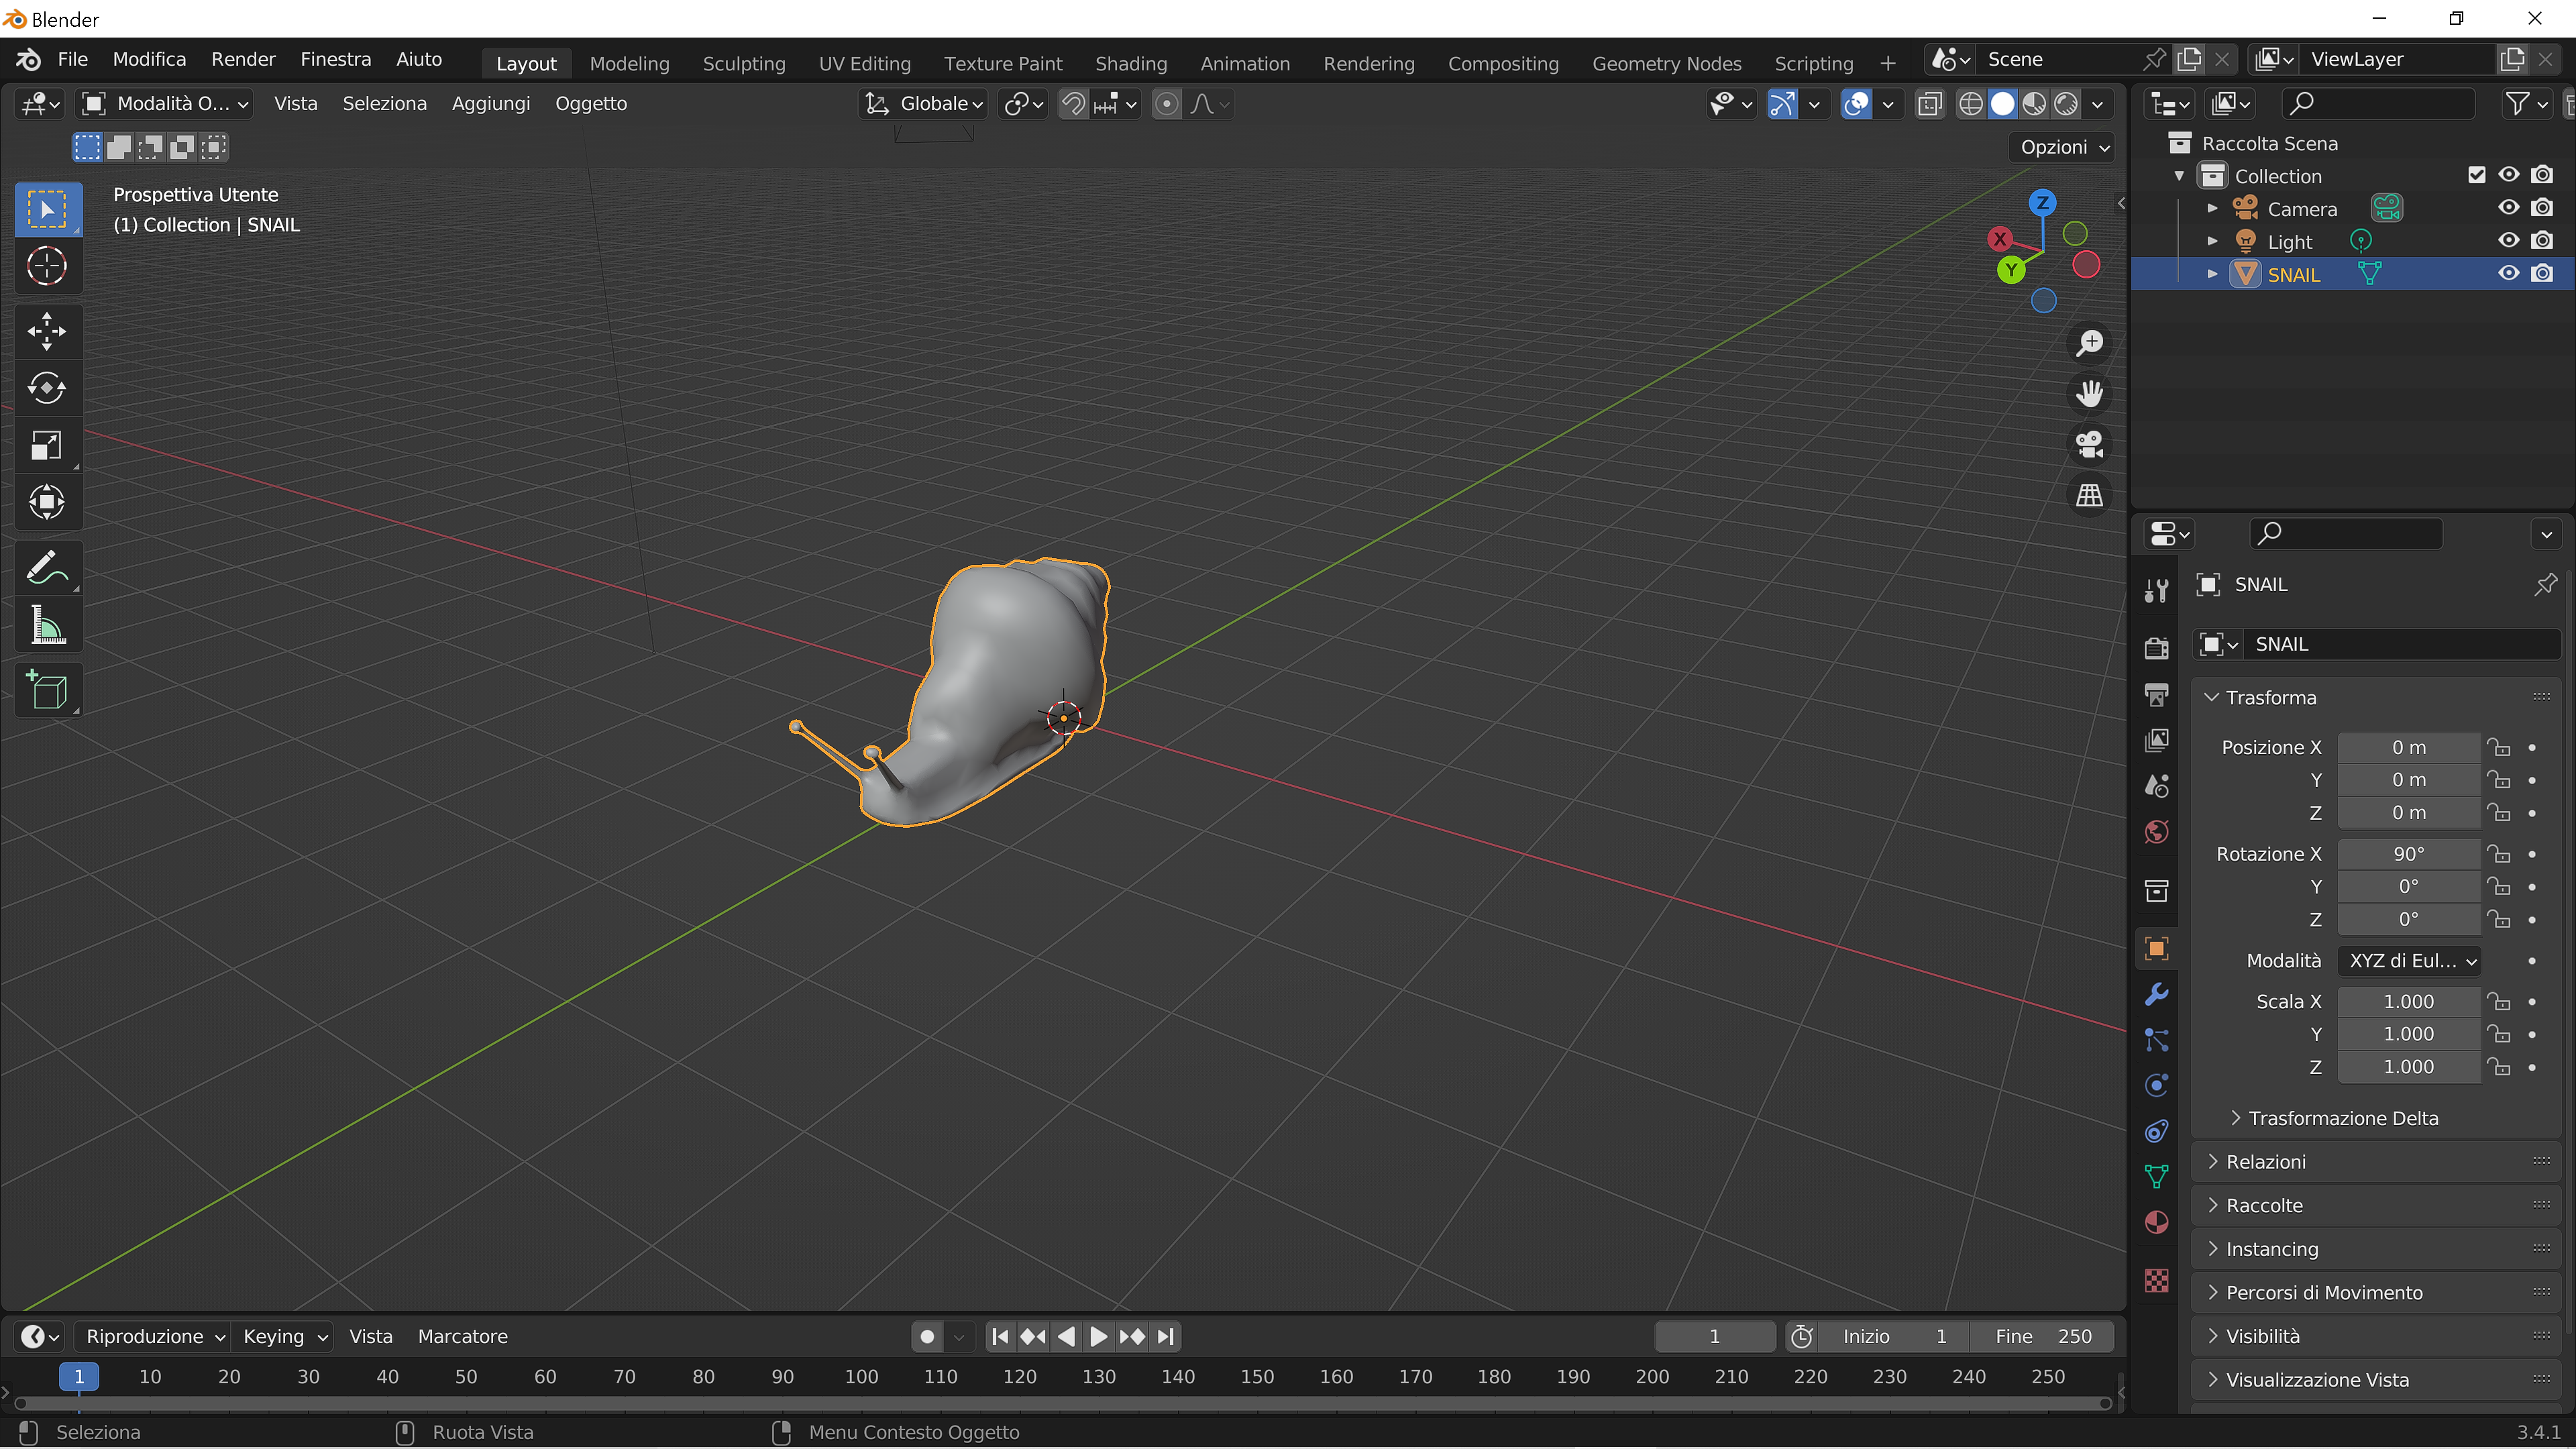 Blender
File Modifica Render Finestra Aiuto Layout Modeling Sculpting UV Editing Texture Paint Shading Animation Rendering Compositing Geometry Nodes Scripting + Scene ViewLayer
Modalità O... Vista Seleziona Aggiungi Oggetto Globale
Opzioni
Prospettiva Utente
(1) Collection | SNAIL
Z
X
Y
Raccolta Scena
Collection
Camera
Light
SNAIL
SNAIL
SNAIL
Trasforma
Posizione X 0 m
Y 0 m
Z 0 m
Rotazione X 90°
Y 0°
Z 0°
Modalità XYZ di Eul...
Scala X 1.000
Y 1.000
Z 1.000
Trasformazione Delta
Relazioni
Raccolte
Instancing
Percorsi di Movimento
Visibilità
Visualizzazione Vista
Riproduzione Keying Vista Marcatore 1 Inizio 1 Fine 250
1 10 20 30 40 50 60 70 80 90 100 110 120 130 140 150 160 170 180 190 200 210 220 230 240 250
Seleziona Ruota Vista Menu Contesto Oggetto 3.4.1